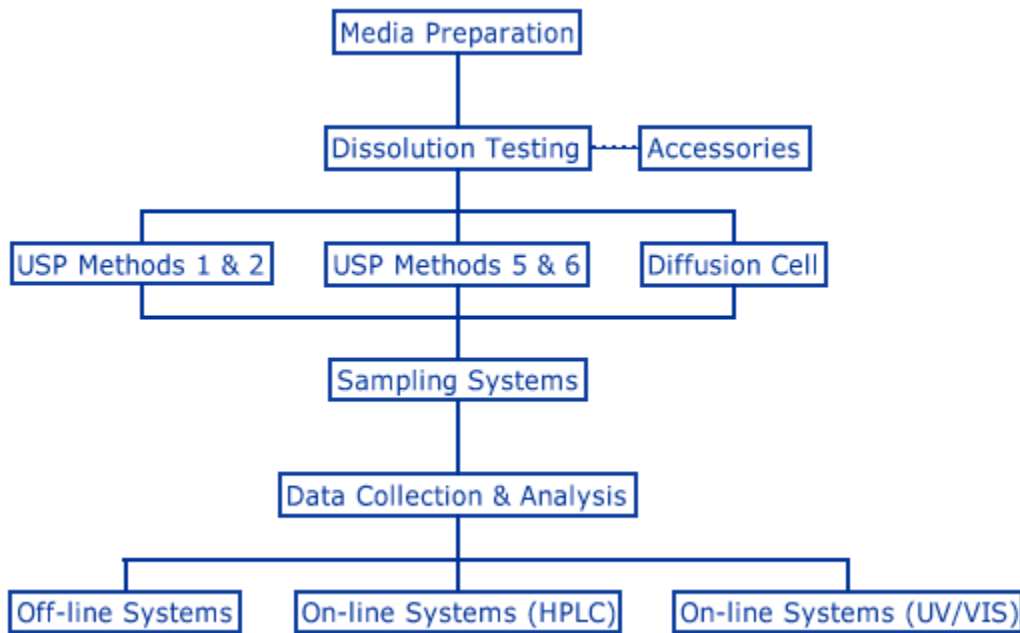 Media Preparation
Dissolution Testing
Accessories
USP Methods 1 & 2
USP Methods 5 & 6
Diffusion Cell
Sampling Systems
Data Collection & Analysis
Off-line Systems
On-line Systems (HPLC)
On-line Systems (UV/VIS)